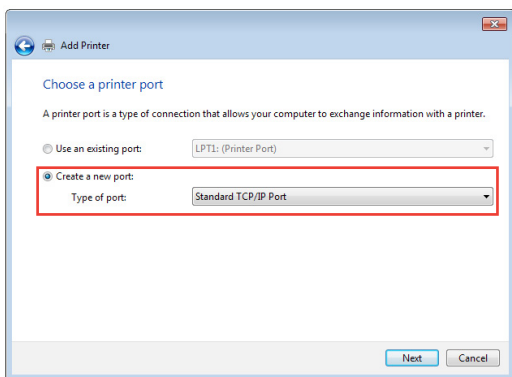 Add Printer
Choose a printer port
A printer port is a type of connection that allows your computer to exchange information with a printer.
Use an existing port: LPT1: (Printer Port)
Create a new port:
Type of port: Standard TCP/IP Port
Next Cancel